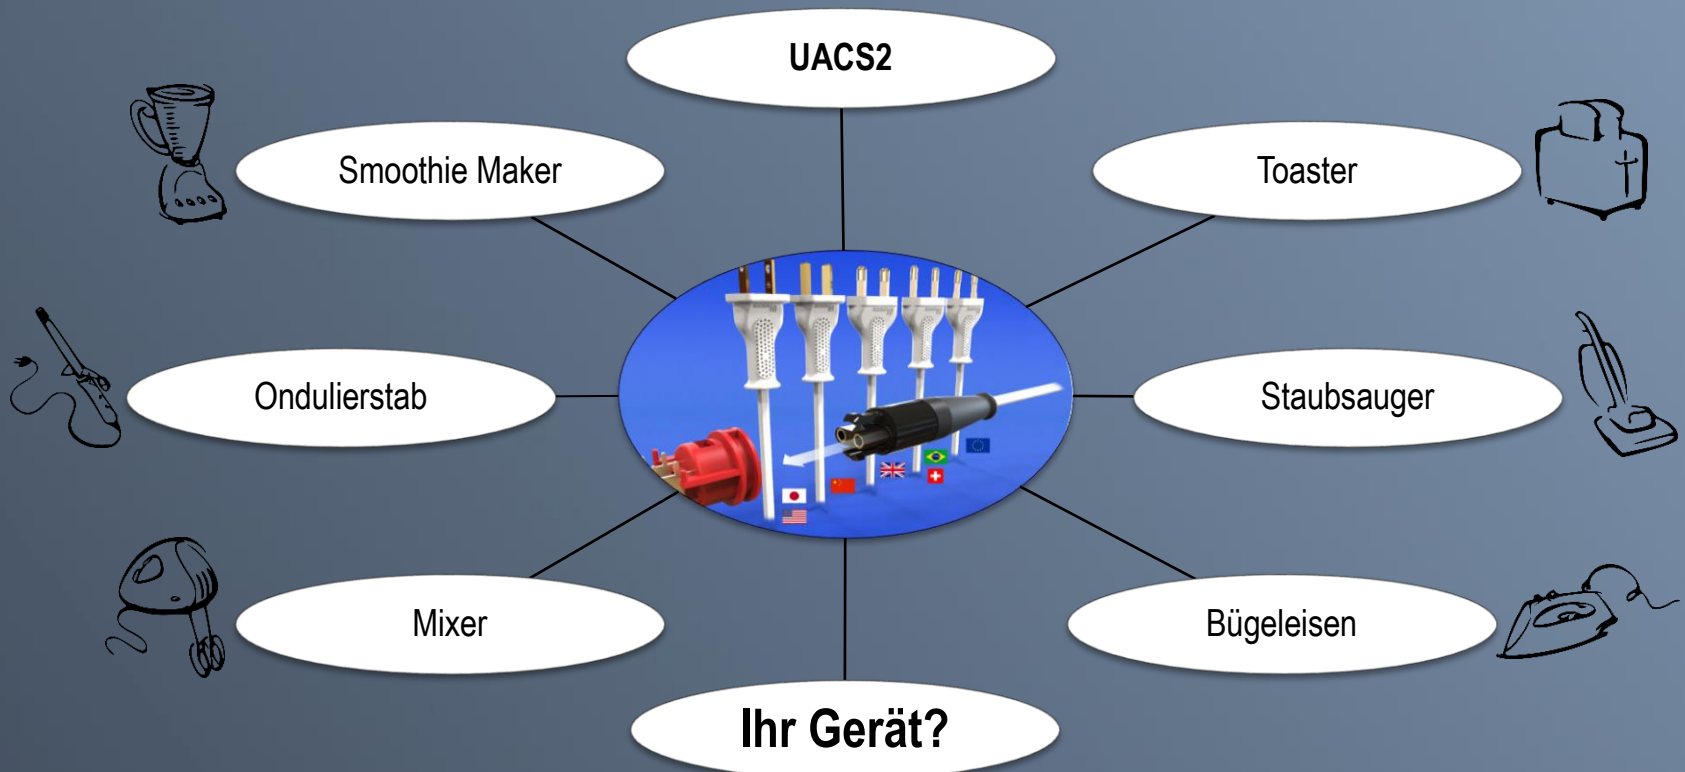 UACS2
Smoothie Maker
Toaster
Ondulierstab
Staubsauger
Mixer
Bügeleisen
Ihr Gerät?